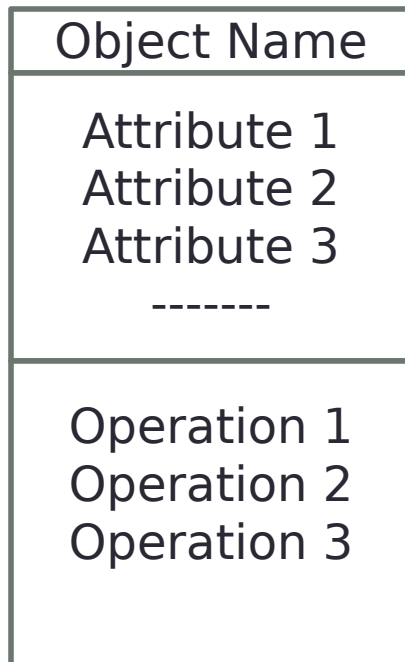 Object Name
Attribute 1
Attribute 2
Attribute 3
-------
Operation 1
Operation 2
Operation 3